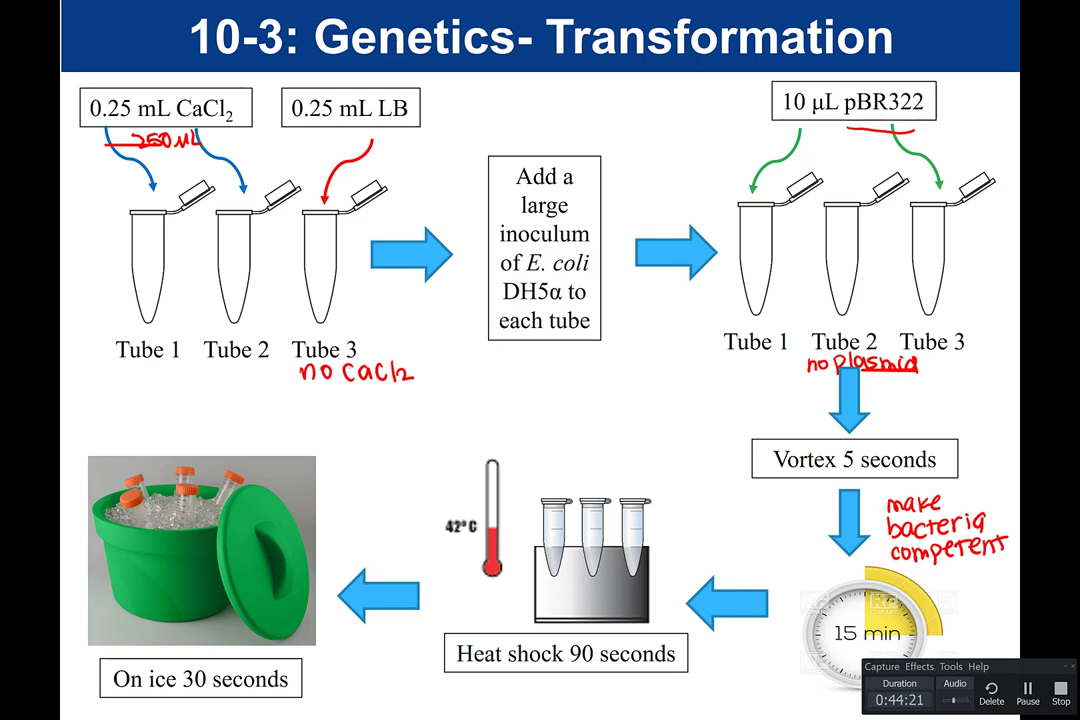 10-3: Genetics- Transformation
0.25 mL CaCl₂
0.25 mL LB
10 µL pBR322
250 µL
Add a
large
inoculum
of E. coli
DH5α to
each tube
Tube 1
Tube 2
Tube 3
no CaCl2
Tube 1
Tube 2
Tube 3
no plasmid
Vortex 5 seconds
make
bacteria
competent
15 min
42° C
Heat shock 90 seconds
On ice 30 seconds
Capture Effects Tools Help
Duration
Audio
0:44:21
Delete
Pause
Stop